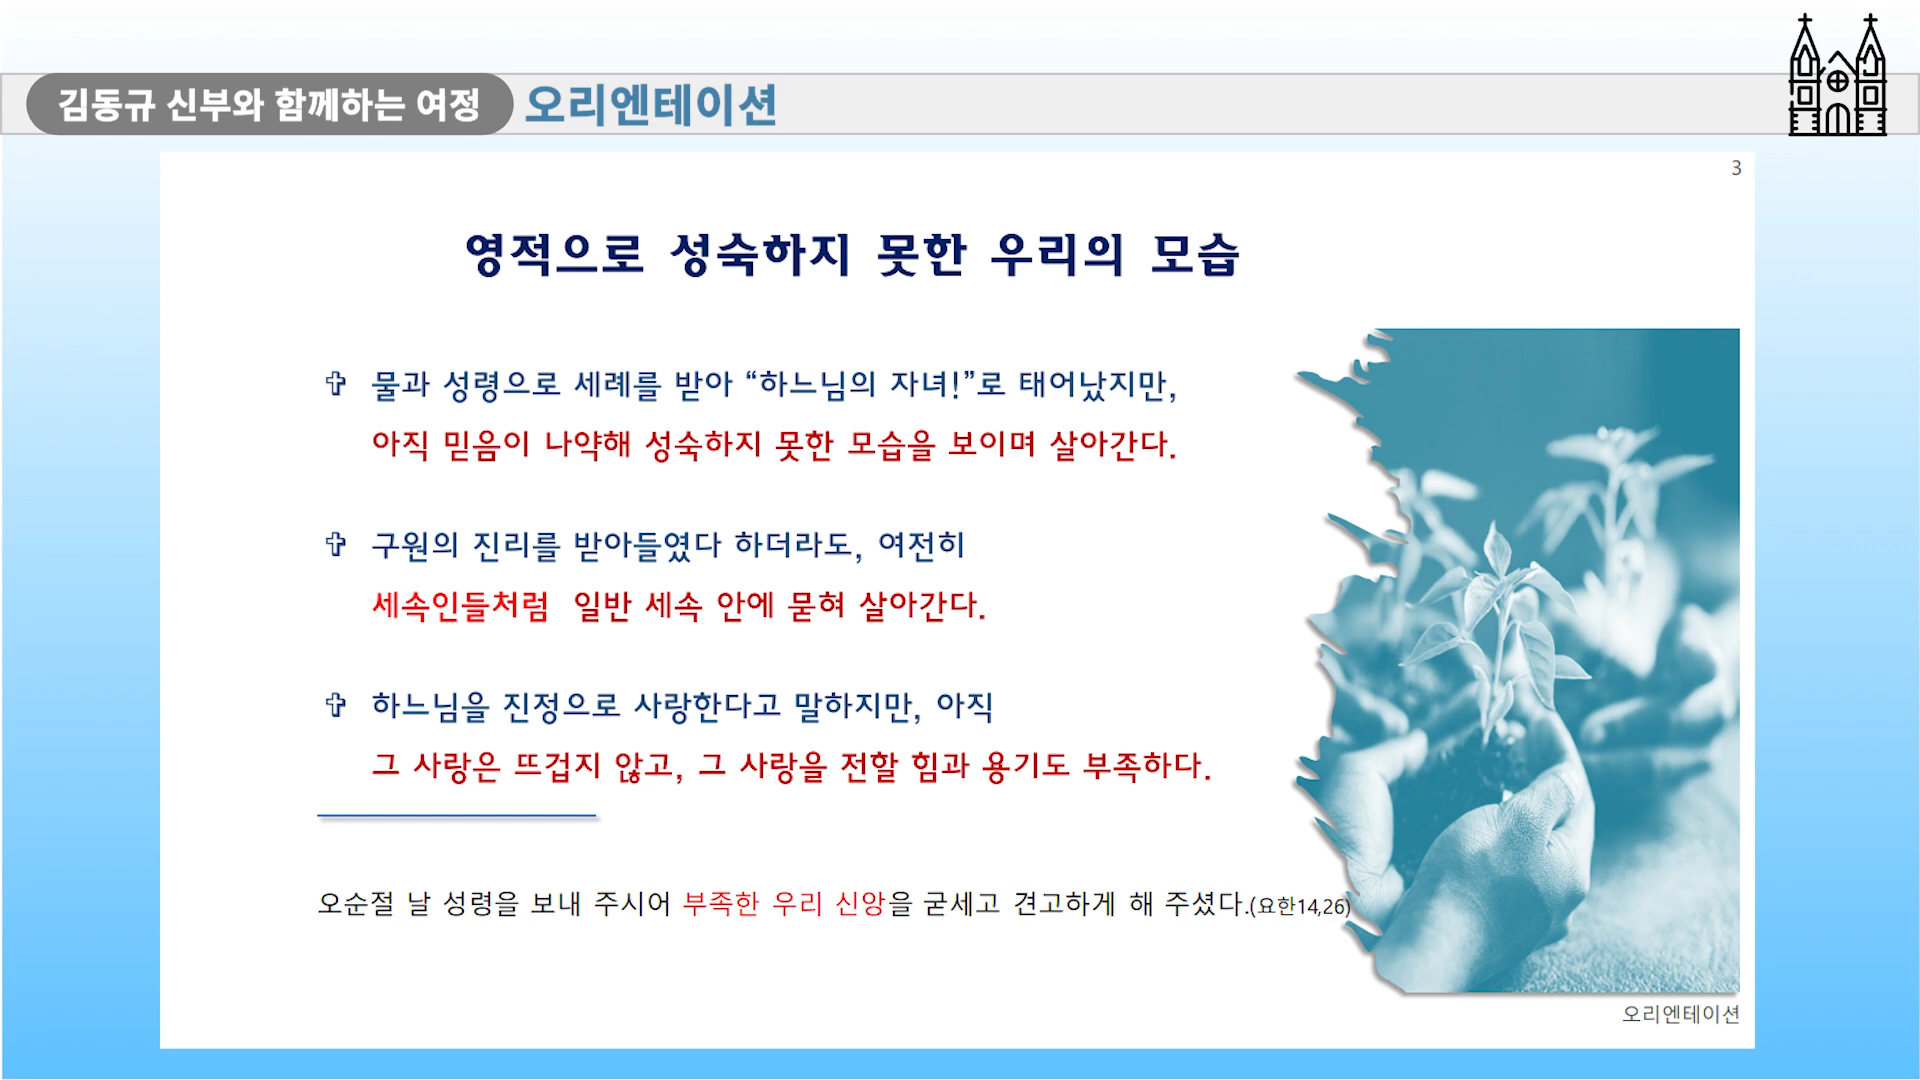 김동규 신부와 함께하는 여정 오리엔테이션
3
영적으로 성숙하지 못한 우리의 모습
✞ 물과 성령으로 세례를 받아 “하느님의 자녀!”로 태어났지만,
아직 믿음이 나약해 성숙하지 못한 모습을 보이며 살아간다.
✞ 구원의 진리를 받아들였다 하더라도, 여전히
세속인들처럼 일반 세속 안에 묻혀 살아간다.
✞ 하느님을 진정으로 사랑한다고 말하지만, 아직
그 사랑은 뜨겁지 않고, 그 사랑을 전할 힘과 용기도 부족하다.
오순절 날 성령을 보내 주시어 부족한 우리 신앙을 굳세고 견고하게 해 주셨다.(요한14,26)
오리엔테이션